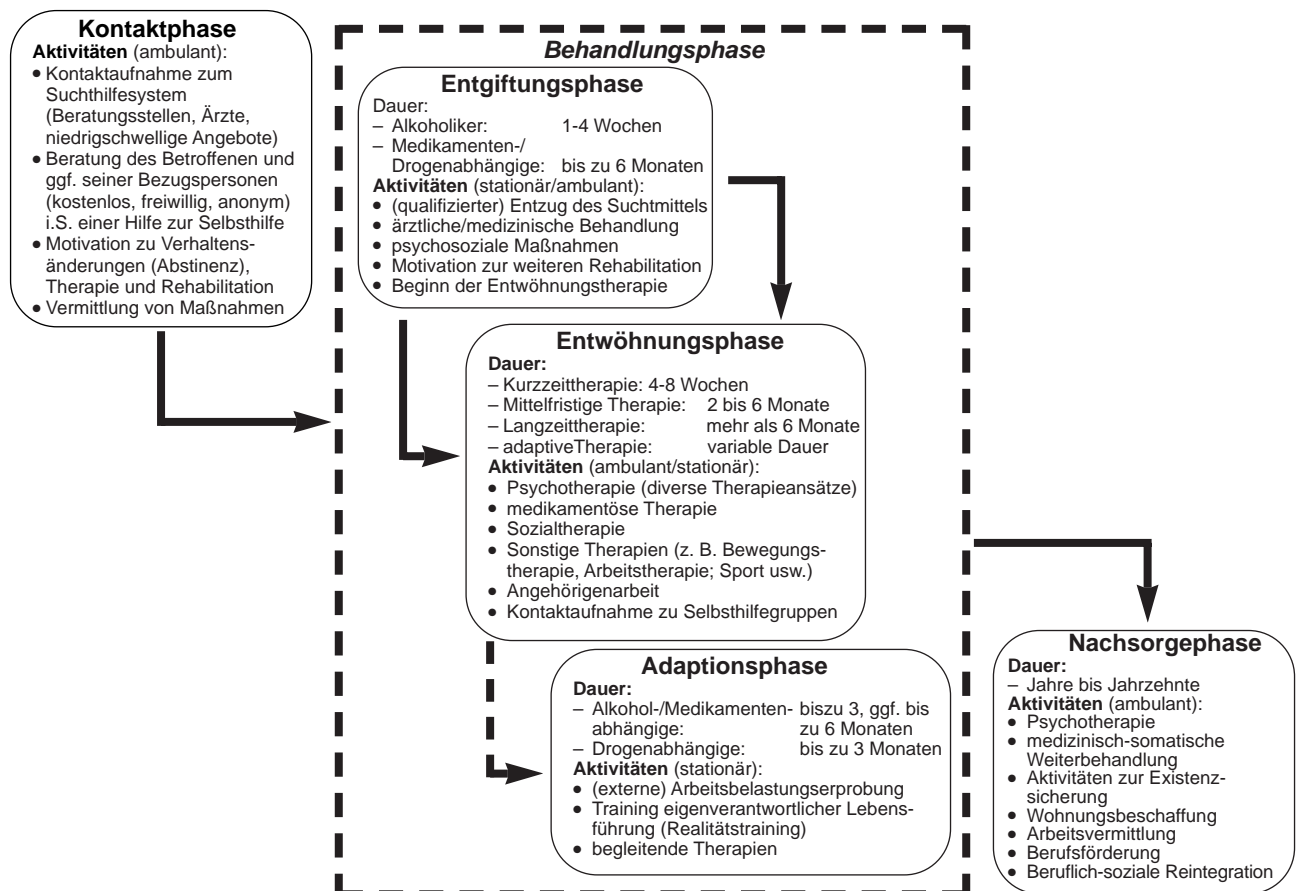 Kontaktphase
Aktivitäten (ambulant):
• Kontaktaufnahme zum
Suchthilfesystem
(Beratungsstellen, Ärzte,
niedrigschwellige Angebote)
• Beratung des Betroffenen und
ggf. seiner Bezugspersonen
(kostenlos, freiwillig, anonym)
i.S. einer Hilfe zur Selbsthilfe
• Motivation zu Verhaltens-
änderungen (Abstinenz),
Therapie und Rehabilitation
• Vermittlung von Maßnahmen
Behandlungsphase
Entgiftungsphase
Dauer:
– Alkoholiker: 1-4 Wochen
– Medikamenten-/
Drogenabhängige: bis zu 6 Monaten
Aktivitäten (stationär/ambulant):
• (qualifizierter) Entzug des Suchtmittels
• ärztliche/medizinische Behandlung
• psychosoziale Maßnahmen
• Motivation zur weiteren Rehabilitation
• Beginn der Entwöhnungstherapie
Entwöhnungsphase
Dauer:
– Kurzzeittherapie: 4-8 Wochen
– Mittelfristige Therapie: 2 bis 6 Monate
– Langzeittherapie: mehr als 6 Monate
– adaptiveTherapie: variable Dauer
Aktivitäten (ambulant/stationär):
• Psychotherapie (diverse Therapieansätze)
• medikamentöse Therapie
• Sozialtherapie
• Sonstige Therapien (z. B. Bewegungs-
therapie, Arbeitstherapie; Sport usw.)
• Angehörigenarbeit
• Kontaktaufnahme zu Selbsthilfegruppen
Adaptionsphase
Dauer:
– Alkohol-/Medikamenten- biszu 3, ggf. bis
abhängige: zu 6 Monaten
– Drogenabhängige: bis zu 3 Monaten
Aktivitäten (stationär):
• (externe) Arbeitsbelastungserprobung
• Training eigenverantwortlicher Lebens-
führung (Realitätstraining)
• begleitende Therapien
Nachsorgephase
Dauer:
– Jahre bis Jahrzehnte
Aktivitäten (ambulant):
• Psychotherapie
• medizinisch-somatische
Weiterbehandlung
• Aktivitäten zur Existenz-
sicherung
• Wohnungsbeschaffung
• Arbeitsvermittlung
• Berufsförderung
• Beruflich-soziale Reintegration